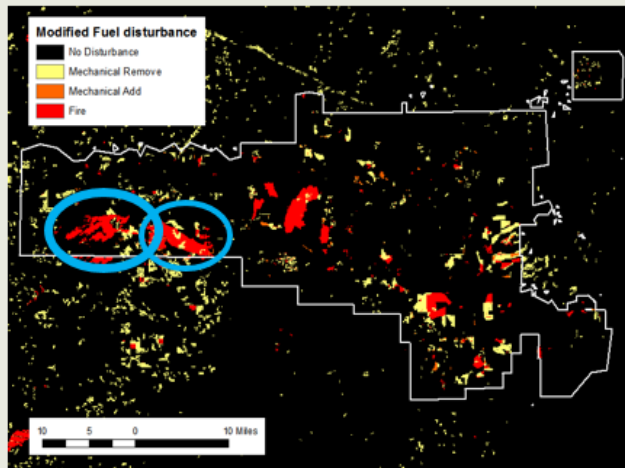 Modified Fuel disturbance
No Disturbance
Mechanical Remove
Mechanical Add
Fire
10 5 0 10 Miles